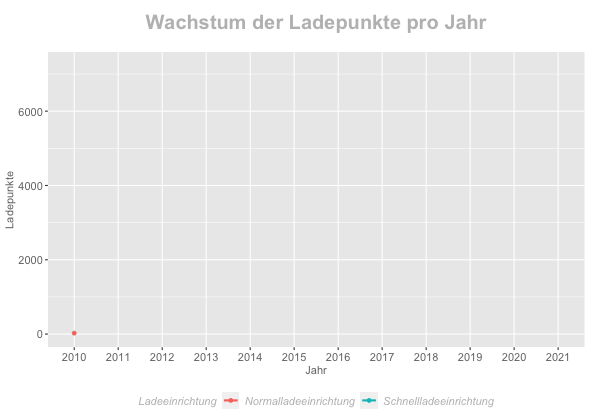 Wachstum der Ladepunkte pro Jahr
Ladepunkte
6000
4000
2000
0
2010 2011 2012 2013 2014 2015 2016 2017 2018 2019 2020 2021
Jahr
Ladeeinrichtung Normalladeeinrichtung Schnellladeeinrichtung